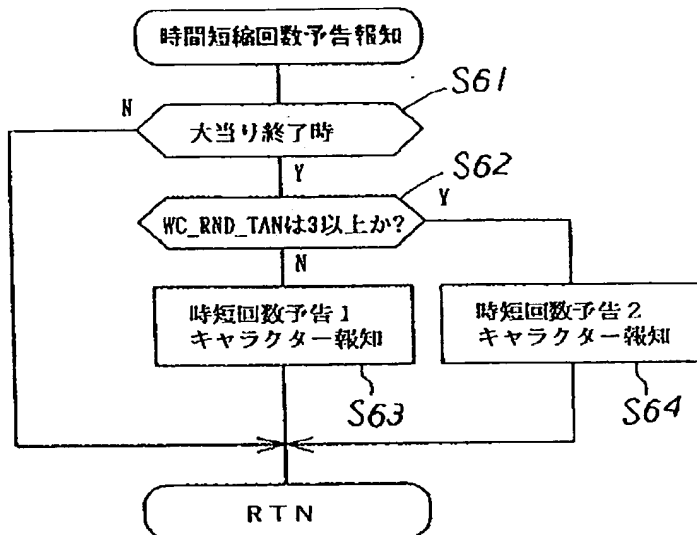 時間短縮回数予告報知
S61
N
大当り終了時
Y
S62
Y
WC_RND_TANは3以上か?
N
時短回数予告1
キャラクター報知
時短回数予告2
キャラクター報知
S63
S64
RTN